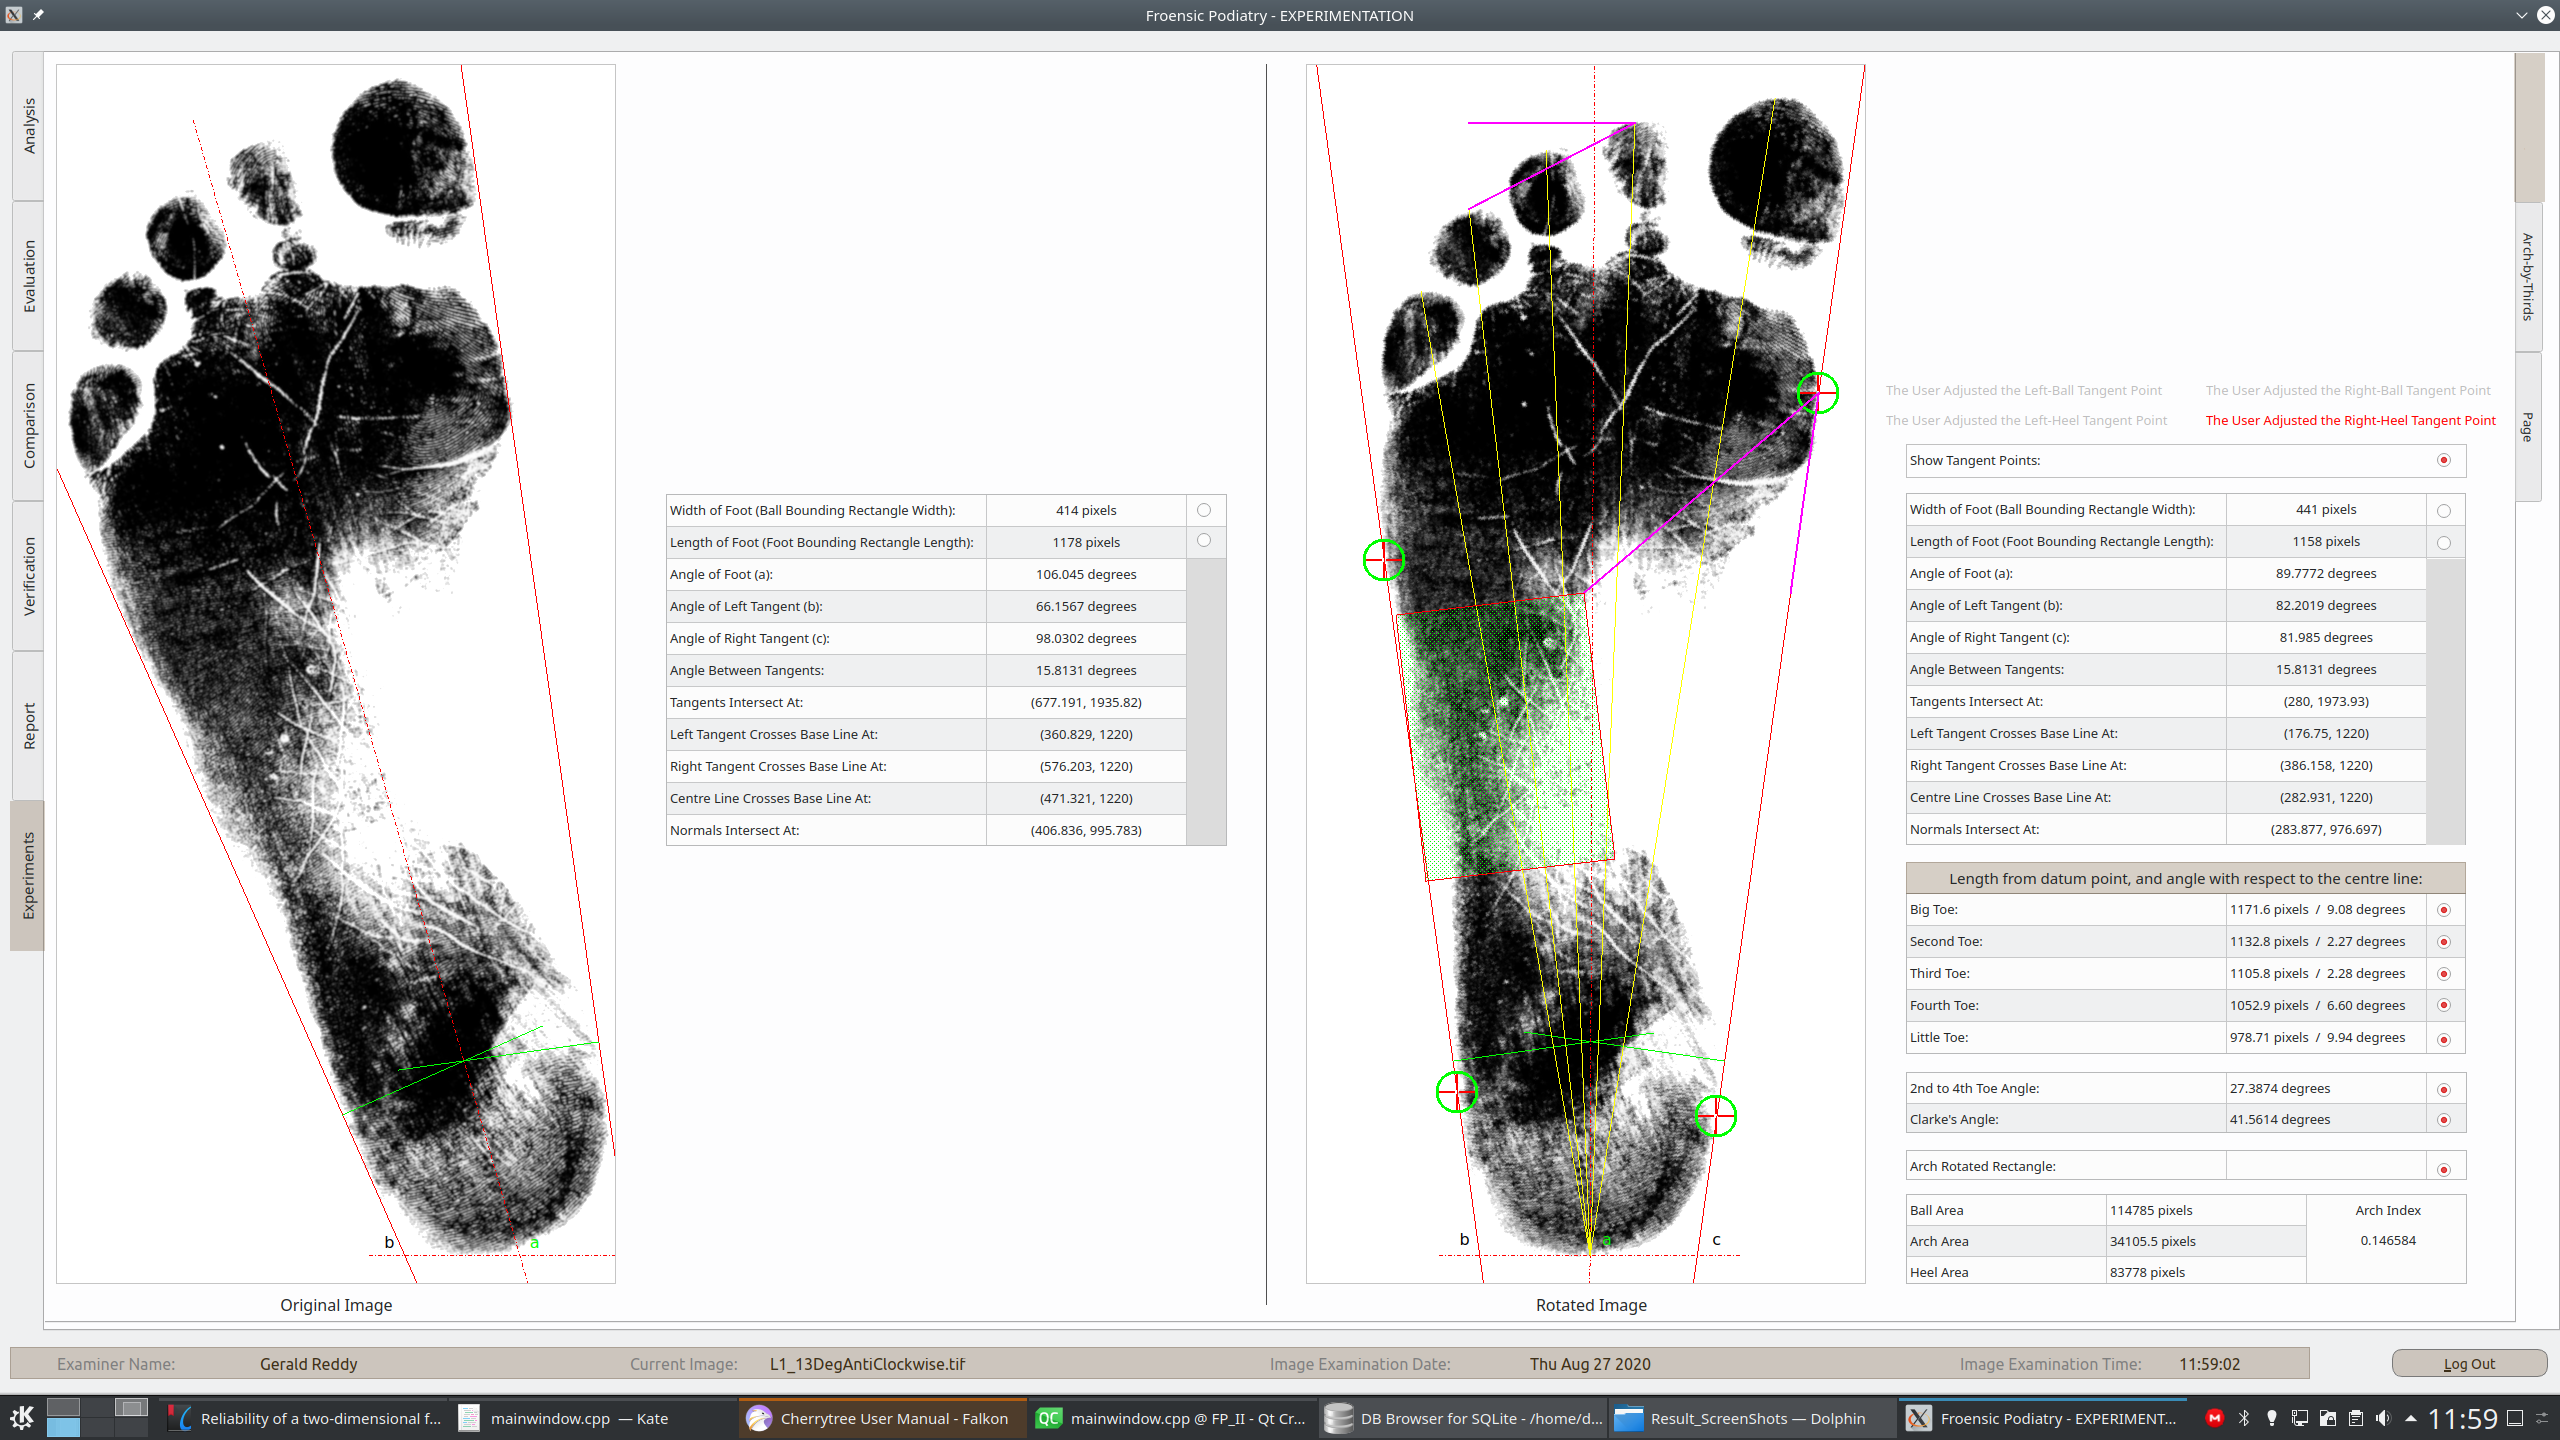 Froensic Podiatry - EXPERIMENTATION
Analysis
Evaluation
Comparison
Verification
Report
Experiments
b
a
Original Image
Width of Foot (Ball Bounding Rectangle Width): 414 pixels
Length of Foot (Foot Bounding Rectangle Length): 1178 pixels
Angle of Foot (a): 106.045 degrees
Angle of Left Tangent (b): 66.1567 degrees
Angle of Right Tangent (c): 98.0302 degrees
Angle Between Tangents: 15.8131 degrees
Tangents Intersect At: (677.191, 1935.82)
Left Tangent Crosses Base Line At: (360.829, 1220)
Right Tangent Crosses Base Line At: (576.203, 1220)
Centre Line Crosses Base Line At: (471.321, 1220)
Normals Intersect At: (406.836, 995.783)
b
a
c
Rotated Image
Arch-by-Thirds
Page
The User Adjusted the Left-Ball Tangent Point The User Adjusted the Right-Ball Tangent Point
The User Adjusted the Left-Heel Tangent Point The User Adjusted the Right-Heel Tangent Point
Show Tangent Points:
Width of Foot (Ball Bounding Rectangle Width): 441 pixels
Length of Foot (Foot Bounding Rectangle Length): 1158 pixels
Angle of Foot (a): 89.7772 degrees
Angle of Left Tangent (b): 82.2019 degrees
Angle of Right Tangent (c): 81.985 degrees
Angle Between Tangents: 15.8131 degrees
Tangents Intersect At: (280, 1973.93)
Left Tangent Crosses Base Line At: (176.75, 1220)
Right Tangent Crosses Base Line At: (386.158, 1220)
Centre Line Crosses Base Line At: (282.931, 1220)
Normals Intersect At: (283.877, 976.697)
Length from datum point, and angle with respect to the centre line:
Big Toe: 1171.6 pixels / 9.08 degrees
Second Toe: 1132.8 pixels / 2.27 degrees
Third Toe: 1105.8 pixels / 2.28 degrees
Fourth Toe: 1052.9 pixels / 6.60 degrees
Little Toe: 978.71 pixels / 9.94 degrees
2nd to 4th Toe Angle: 27.3874 degrees
Clarke's Angle: 41.5614 degrees
Arch Rotated Rectangle:
Ball Area 114785 pixels Arch Index
Arch Area 34105.5 pixels 0.146584
Heel Area 83778 pixels
Examiner Name: Gerald Reddy Current Image: L1_13DegAntiClockwise.tif Image Examination Date: Thu Aug 27 2020 Image Examination Time: 11:59:02 Log Out
Reliability of a two-dimensional f... mainwindow.cpp — Kate Cherrytree User Manual - Falkon QC mainwindow.cpp @ FP_II - Qt Cr... DB Browser for SQLite - /home/d... Result_ScreenShots — Dolphin Froensic Podiatry - EXPERIMENT... 11:59